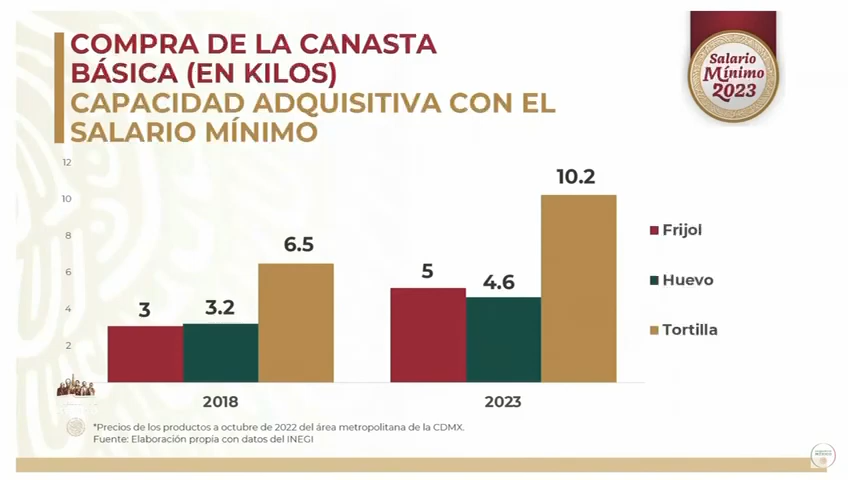 COMPRA DE LA CANASTA
BÁSICA (EN KILOS)
CAPACIDAD ADQUISITIVA CON EL
SALARIO MÍNIMO
Salario
Mínimo
2023
12
10
8
6
4
2
3
3.2
6.5
5
4.6
10.2
2018
2023
Frijol
Huevo
Tortilla
*Precios de los productos a octubre de 2022 del área metropolitana de la CDMX.
Fuente: Elaboración propia con datos del INEGI